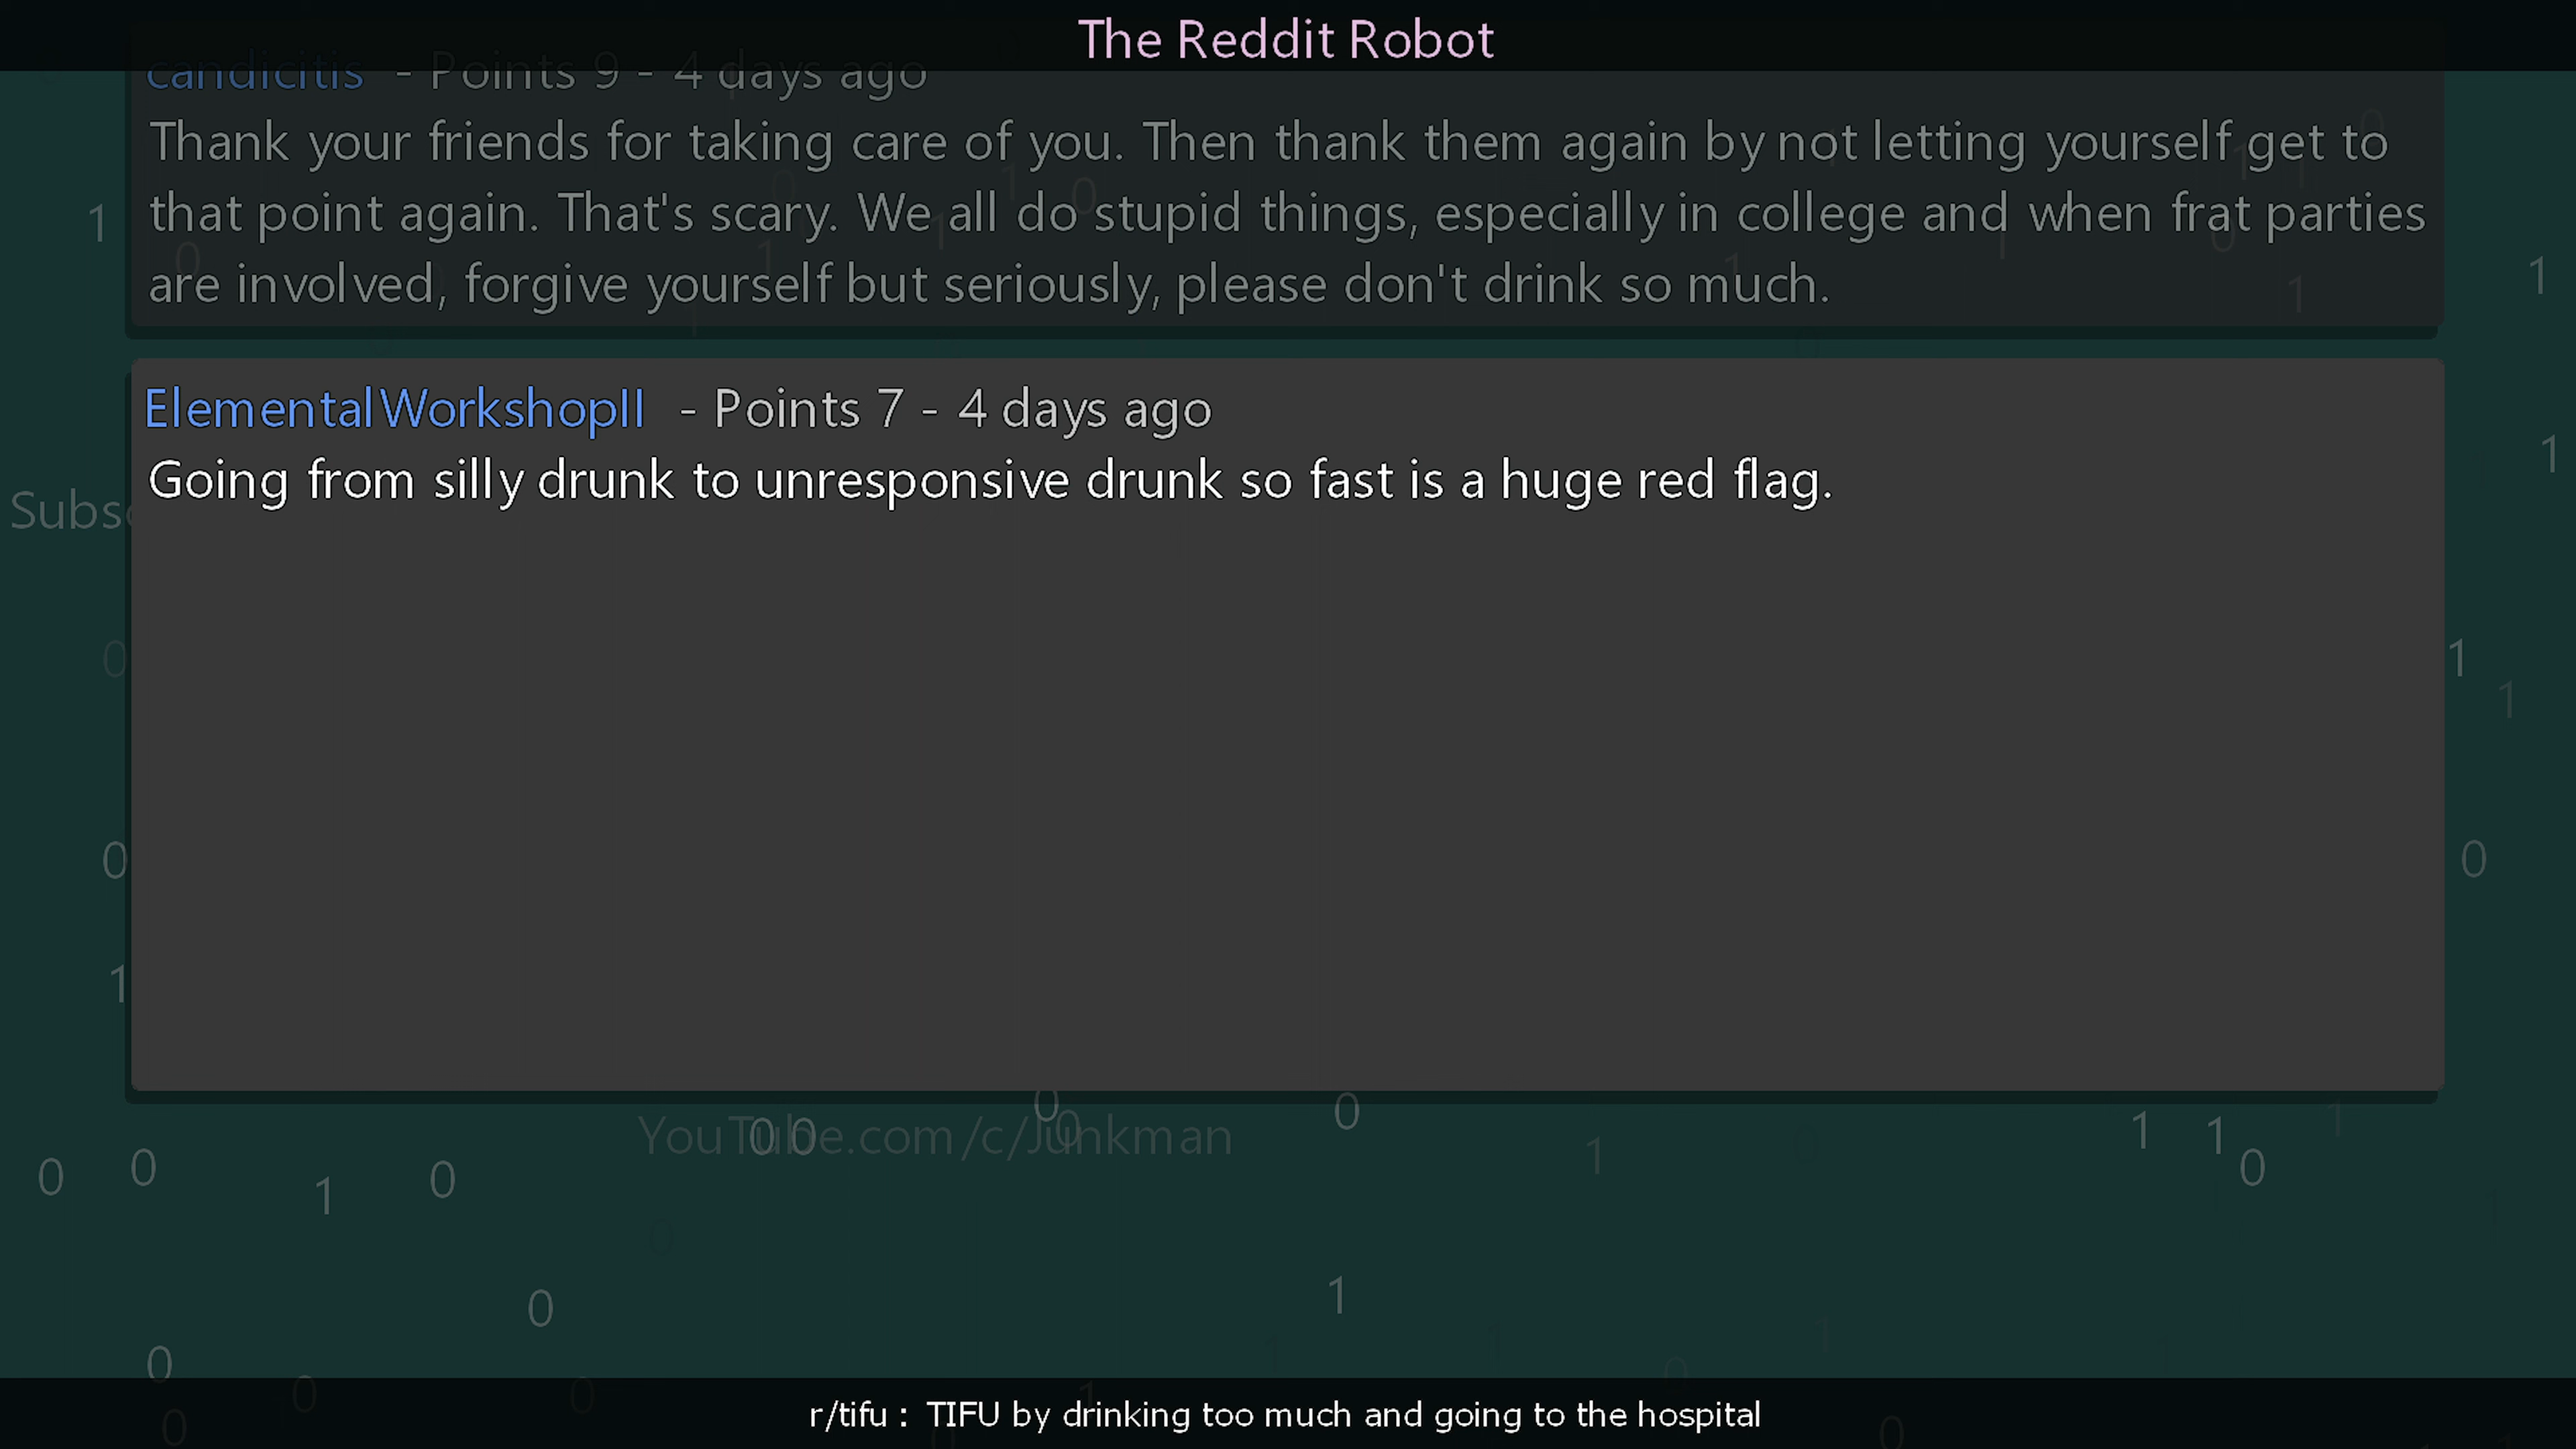 The Reddit Robot
candicitis - Points 9 - 4 days ago
Thank your friends for taking care of you. Then thank them again by not letting yourself get to
that point again. That's scary. We all do stupid things, especially in college and when frat parties
are involved, forgive yourself but seriously, please don't drink so much.
ElementalWorkshopII - Points 7 - 4 days ago
Going from silly drunk to unresponsive drunk so fast is a huge red flag.
YouTube.com/c/Junkman
r/tifu : TIFU by drinking too much and going to the hospital